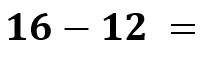 16 − 12 =